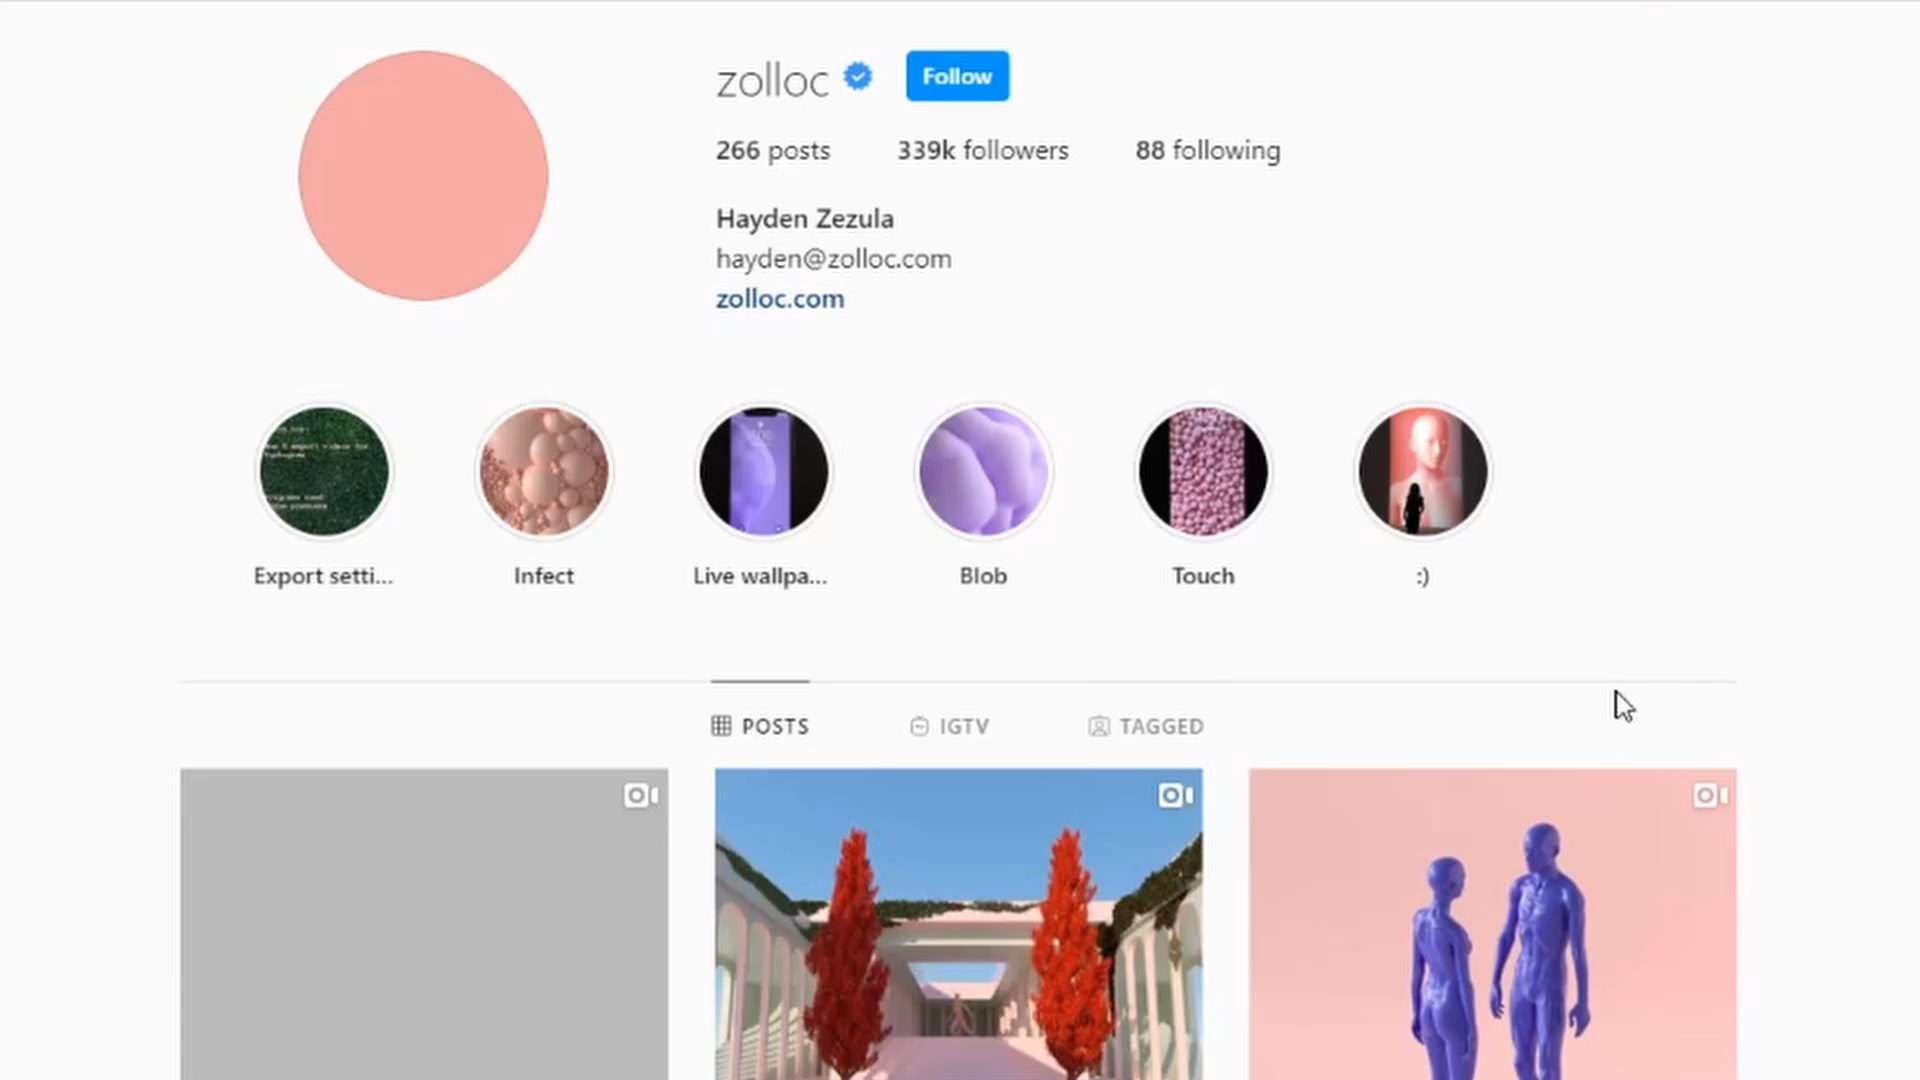 zolloc Follow
266 posts 339k followers 88 following
Hayden Zezula
hayden@zolloc.com
zolloc.com
Export setti... Infect Live wallpa... Blob Touch :)
POSTS IGTV TAGGED